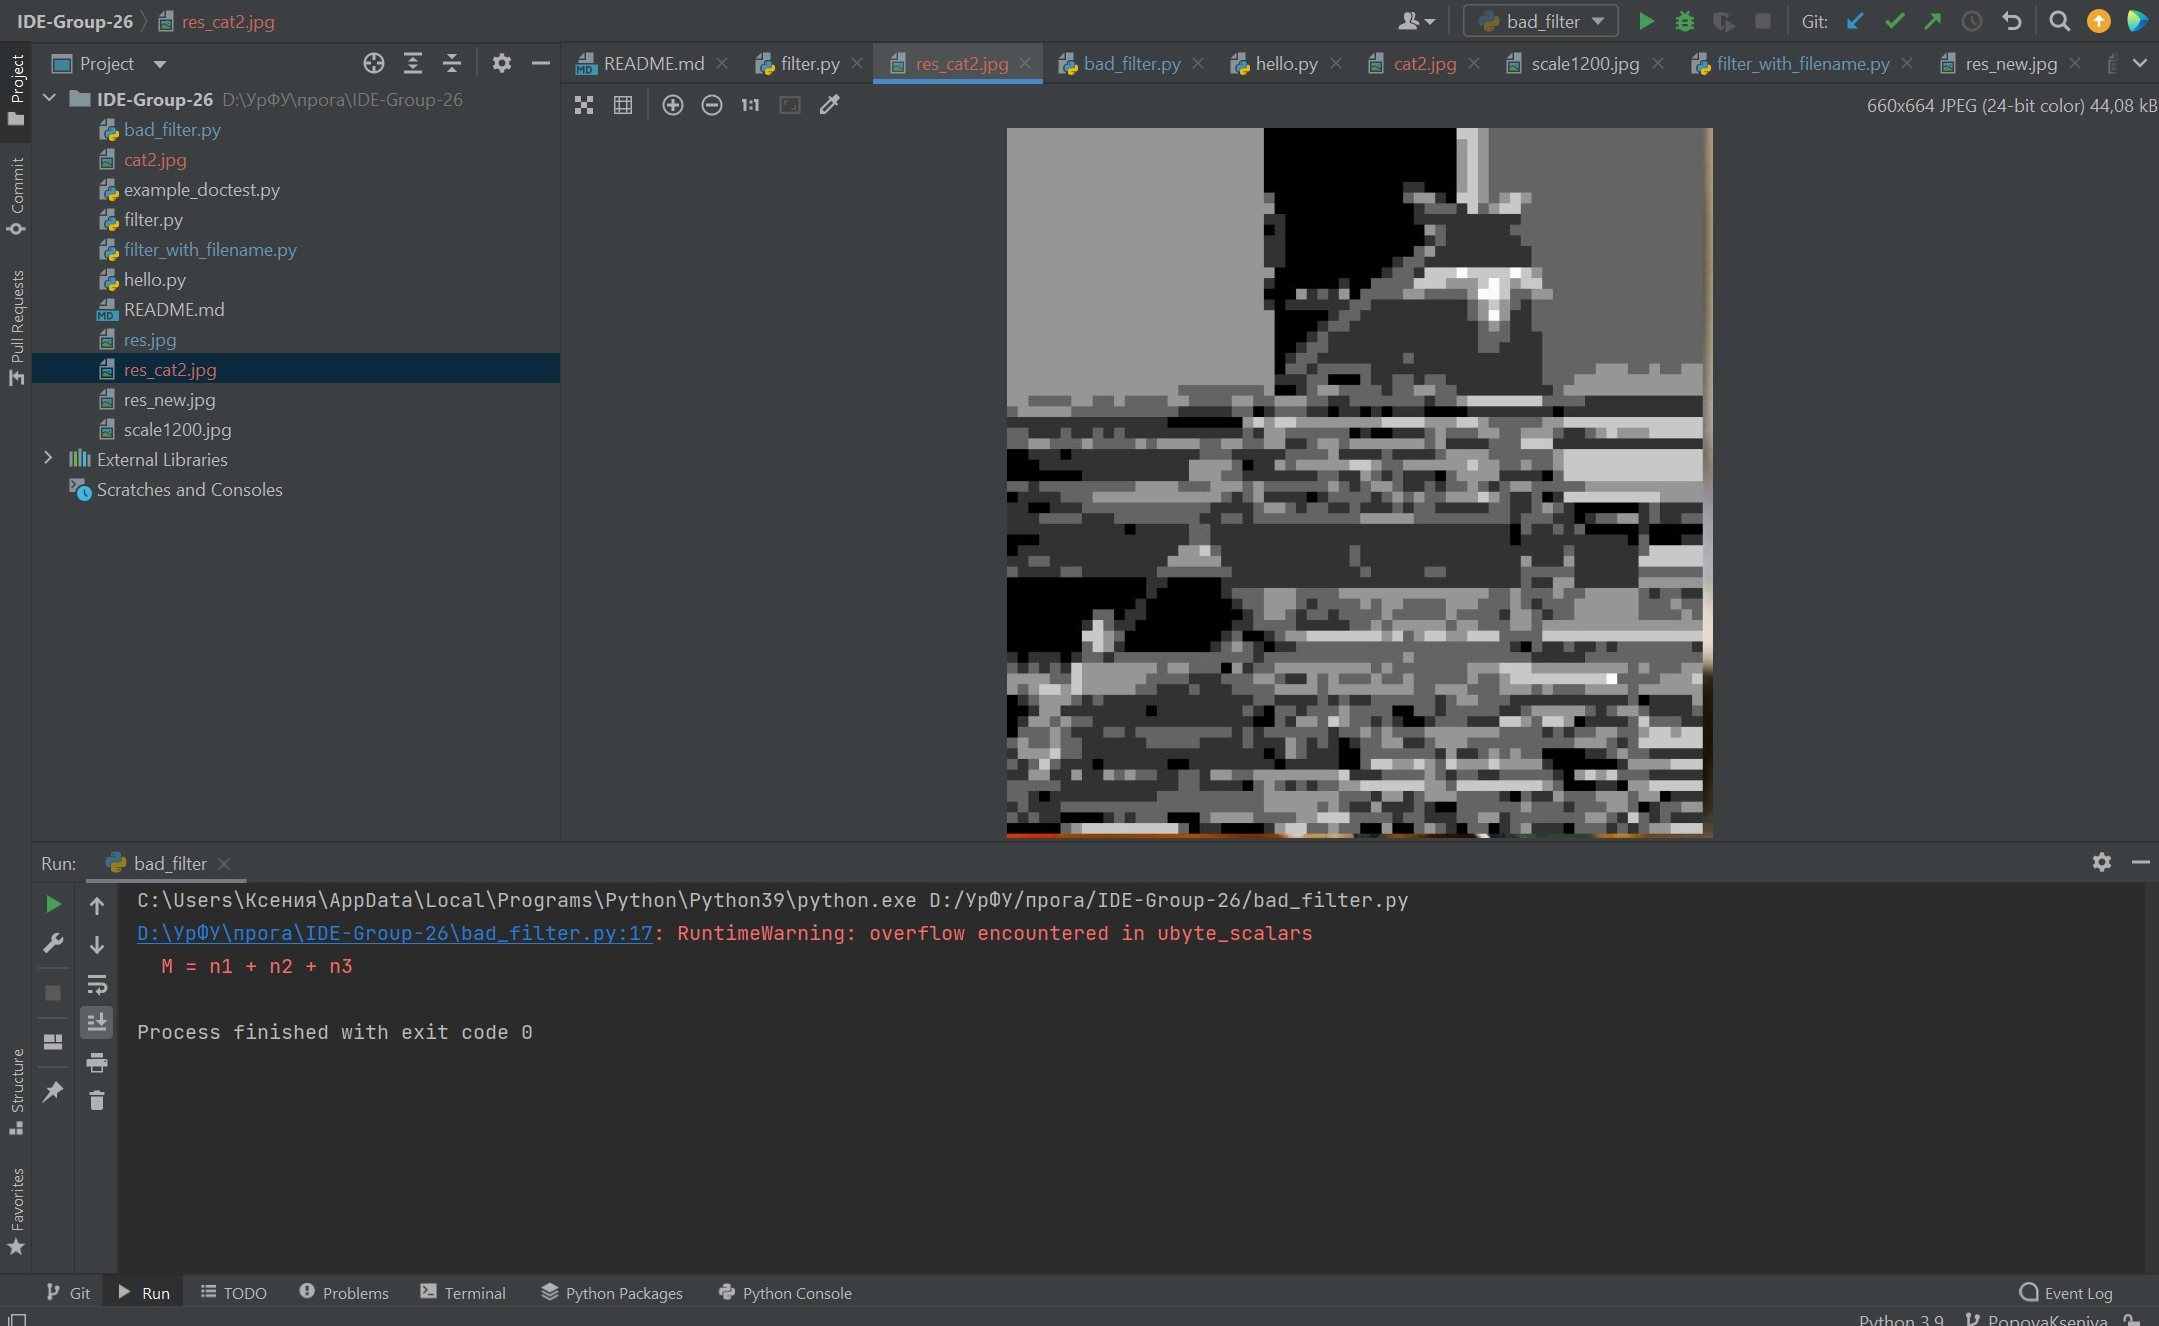 IDE-Group-26
res_cat2.jpg
bad_filter
Git:
Project
README.md
filter.py
res_cat2.jpg
bad_filter.py
hello.py
cat2.jpg
scale1200.jpg
filter_with_filename.py
res_new.jpg
1:1
660x664 JPEG (24-bit color) 44,08 kB
Project
Commit
Pull Requests
Structure
Favorites
IDE-Group-26 D:\УрФУ\прога\IDE-Group-26
bad_filter.py
cat2.jpg
example_doctest.py
filter.py
filter_with_filename.py
hello.py
MD README.md
res.jpg
res_cat2.jpg
res_new.jpg
scale1200.jpg
External Libraries
Scratches and Consoles
Run: bad_filter
C:\Users\Ксения\AppData\Local\Programs\Python\Python39\python.exe D:/УрФУ/прога/IDE-Group-26/bad_filter.py
D:\УрФУ\прога\IDE-Group-26\bad_filter.py:17: RuntimeWarning: overflow encountered in ubyte_scalars
M = n1 + n2 + n3
Process finished with exit code 0
Git
Run
TODO
Problems
Terminal
Python Packages
Python Console
Event Log
Python 3.9
PopovaKseniya